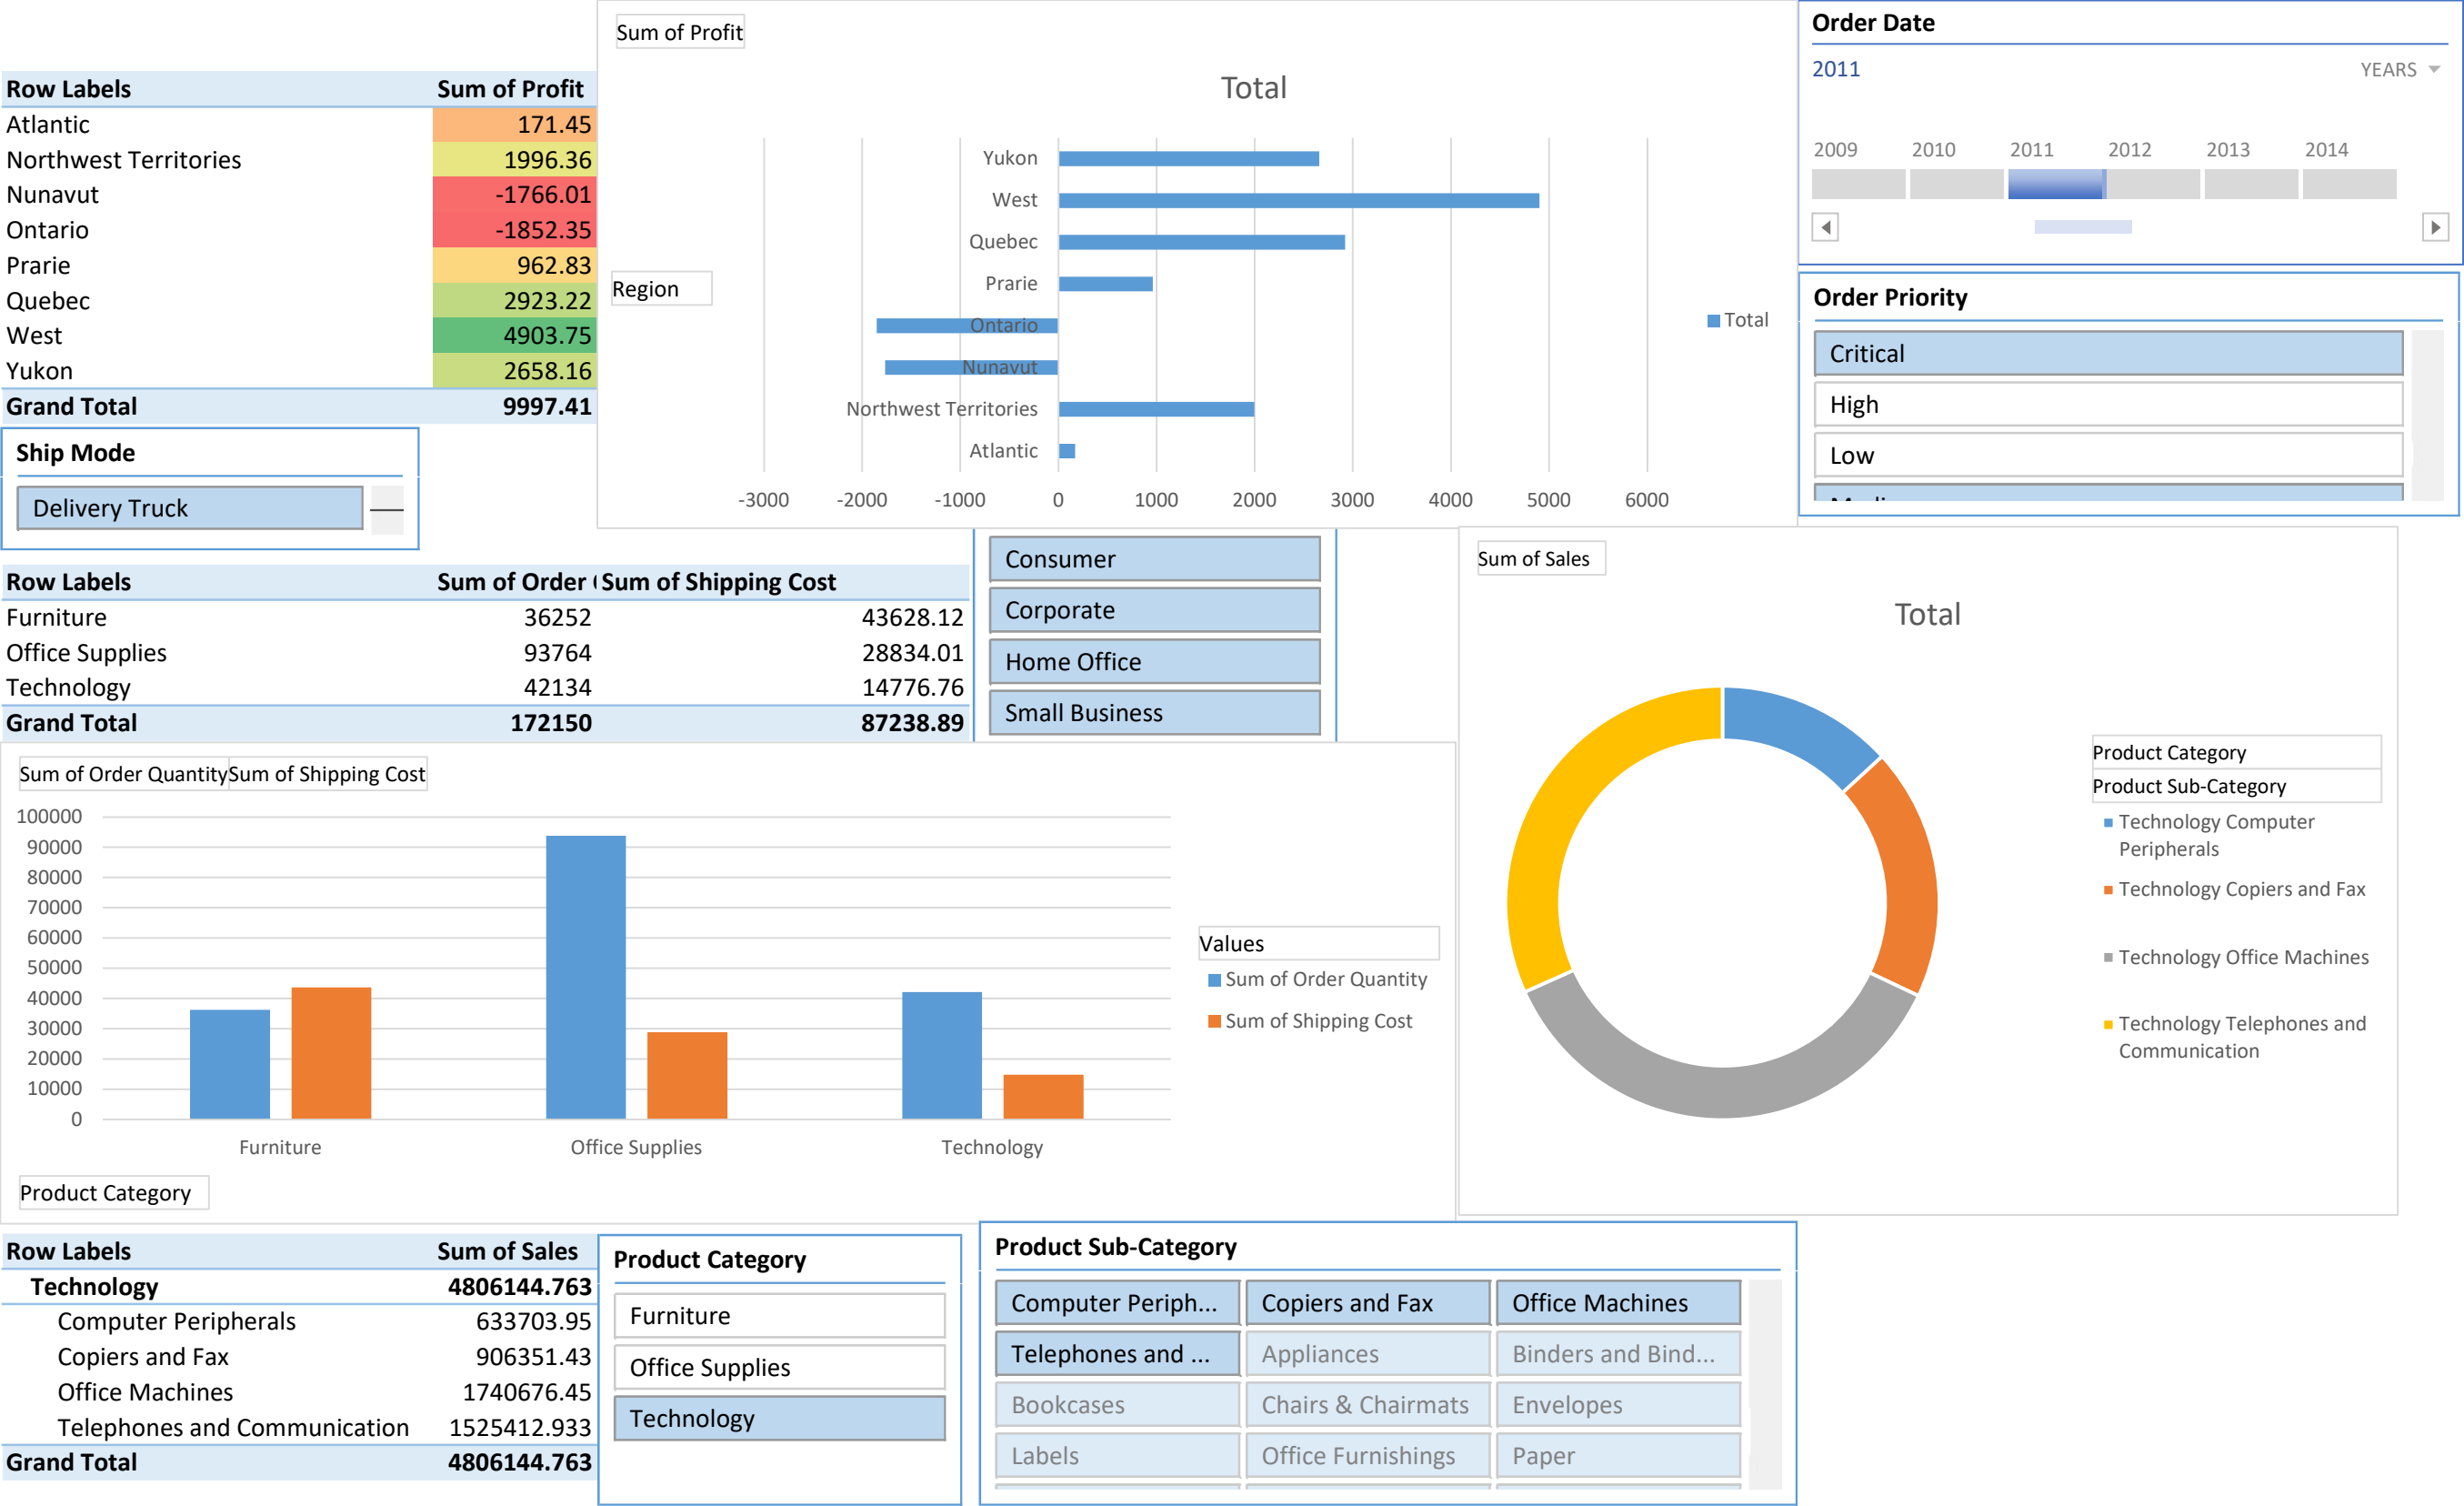 Row Labels Sum of Profit
Atlantic 171.45
Northwest Territories 1996.36
Nunavut -1766.01
Ontario -1852.35
Prarie 962.83
Quebec 2923.22
West 4903.75
Yukon 2658.16
Grand Total 9997.41
Ship Mode
Delivery Truck
Sum of Profit
Total
Region
Yukon
West
Quebec
Prarie
Ontario
Nunavut
Northwest Territories
Atlantic
-3000 -2000 -1000 0 1000 2000 3000 4000 5000 6000
Total
Order Date
2011 YEARS
2009 2010 2011 2012 2013 2014
Order Priority
Critical
High
Low
Row Labels Sum of Order Sum of Shipping Cost
Furniture 36252 43628.12
Office Supplies 93764 28834.01
Technology 42134 14776.76
Grand Total 172150 87238.89
Consumer
Corporate
Home Office
Small Business
Sum of Order Quantity Sum of Shipping Cost
100000
90000
80000
70000
60000
50000
40000
30000
20000
10000
0
Furniture Office Supplies Technology
Product Category
Values
Sum of Order Quantity
Sum of Shipping Cost
Sum of Sales
Total
Product Category
Product Sub-Category
Technology Computer
Peripherals
Technology Copiers and Fax
Technology Office Machines
Technology Telephones and
Communication
Row Labels Sum of Sales
Technology 4806144.763
Computer Peripherals 633703.95
Copiers and Fax 906351.43
Office Machines 1740676.45
Telephones and Communication 1525412.933
Grand Total 4806144.763
Product Category
Furniture
Office Supplies
Technology
Product Sub-Category
Computer Periph... Copiers and Fax Office Machines
Telephones and ... Appliances Binders and Bind...
Bookcases Chairs & Chairmats Envelopes
Labels Office Furnishings Paper